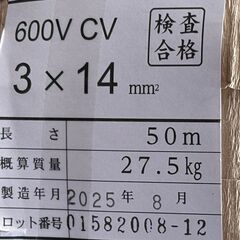 600V CV
検査
合格
3×14 mm²
長さ 50m
概算質量 27.5kg
製造年月 2025年 8月
ロット番号 01582008-12